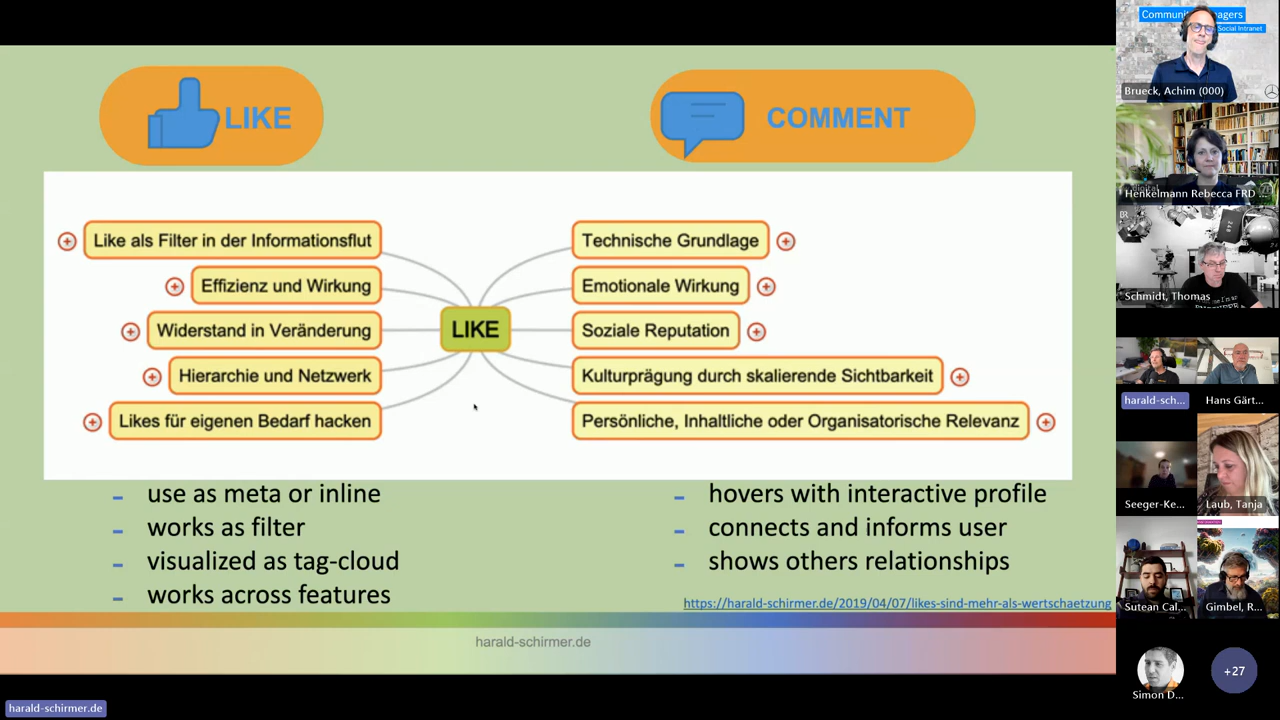 LIKE
COMMENT
Like als Filter in der Informationsflut
Effizienz und Wirkung
Widerstand in Veränderung
Hierarchie und Netzwerk
Likes für eigenen Bedarf hacken
LIKE
Technische Grundlage
Emotionale Wirkung
Soziale Reputation
Kulturprägung durch skalierende Sichtbarkeit
Persönliche, Inhaltliche oder Organisatorische Relevanz
- use as meta or inline
- works as filter
- visualized as tag-cloud
- works across features
- hovers with interactive profile
- connects and informs user
- shows others relationships
https://harald-schirmer.de/2019/04/07/likes-sind-mehr-als-wertschaetzung
harald-schirmer.de
harald-schirmer.de
Social Intranet
Brueck, Achim (000)
Henkelmann Rebecca FRD ...
BR
Schmidt, Thomas
harald-sch...
Hans Gärt...
Seeger-Ke...
Laub, Tanja
Sutean Cal...
Gimbel, R...
Simon D...
+27